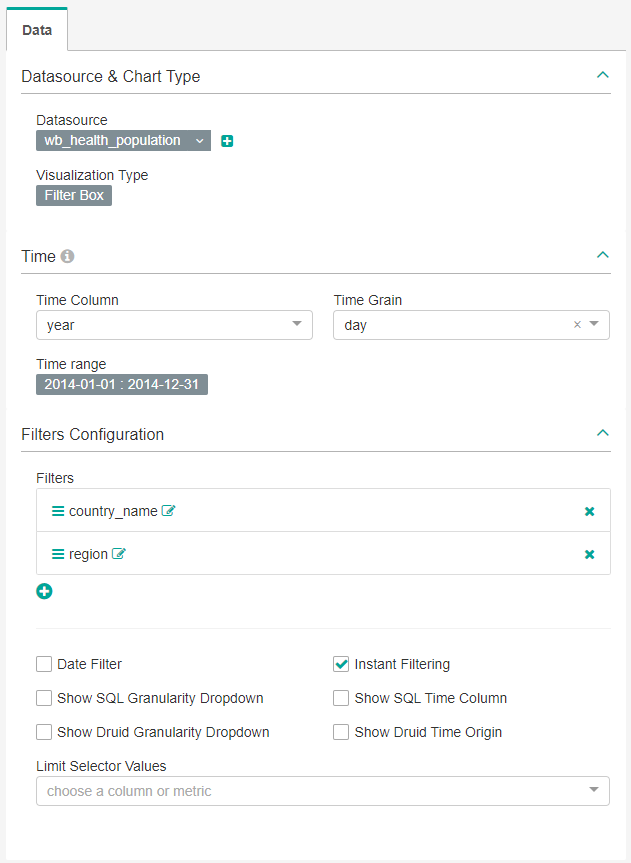 Data
Datasource & Chart Type
Datasource
wb_health_population
Visualization Type
Filter Box
Time
Time Column
Time Grain
year
day
Time range
2014-01-01 : 2014-12-31
Filters Configuration
Filters
country_name
region
Date Filter
Instant Filtering
Show SQL Granularity Dropdown
Show SQL Time Column
Show Druid Granularity Dropdown
Show Druid Time Origin
Limit Selector Values
choose a column or metric